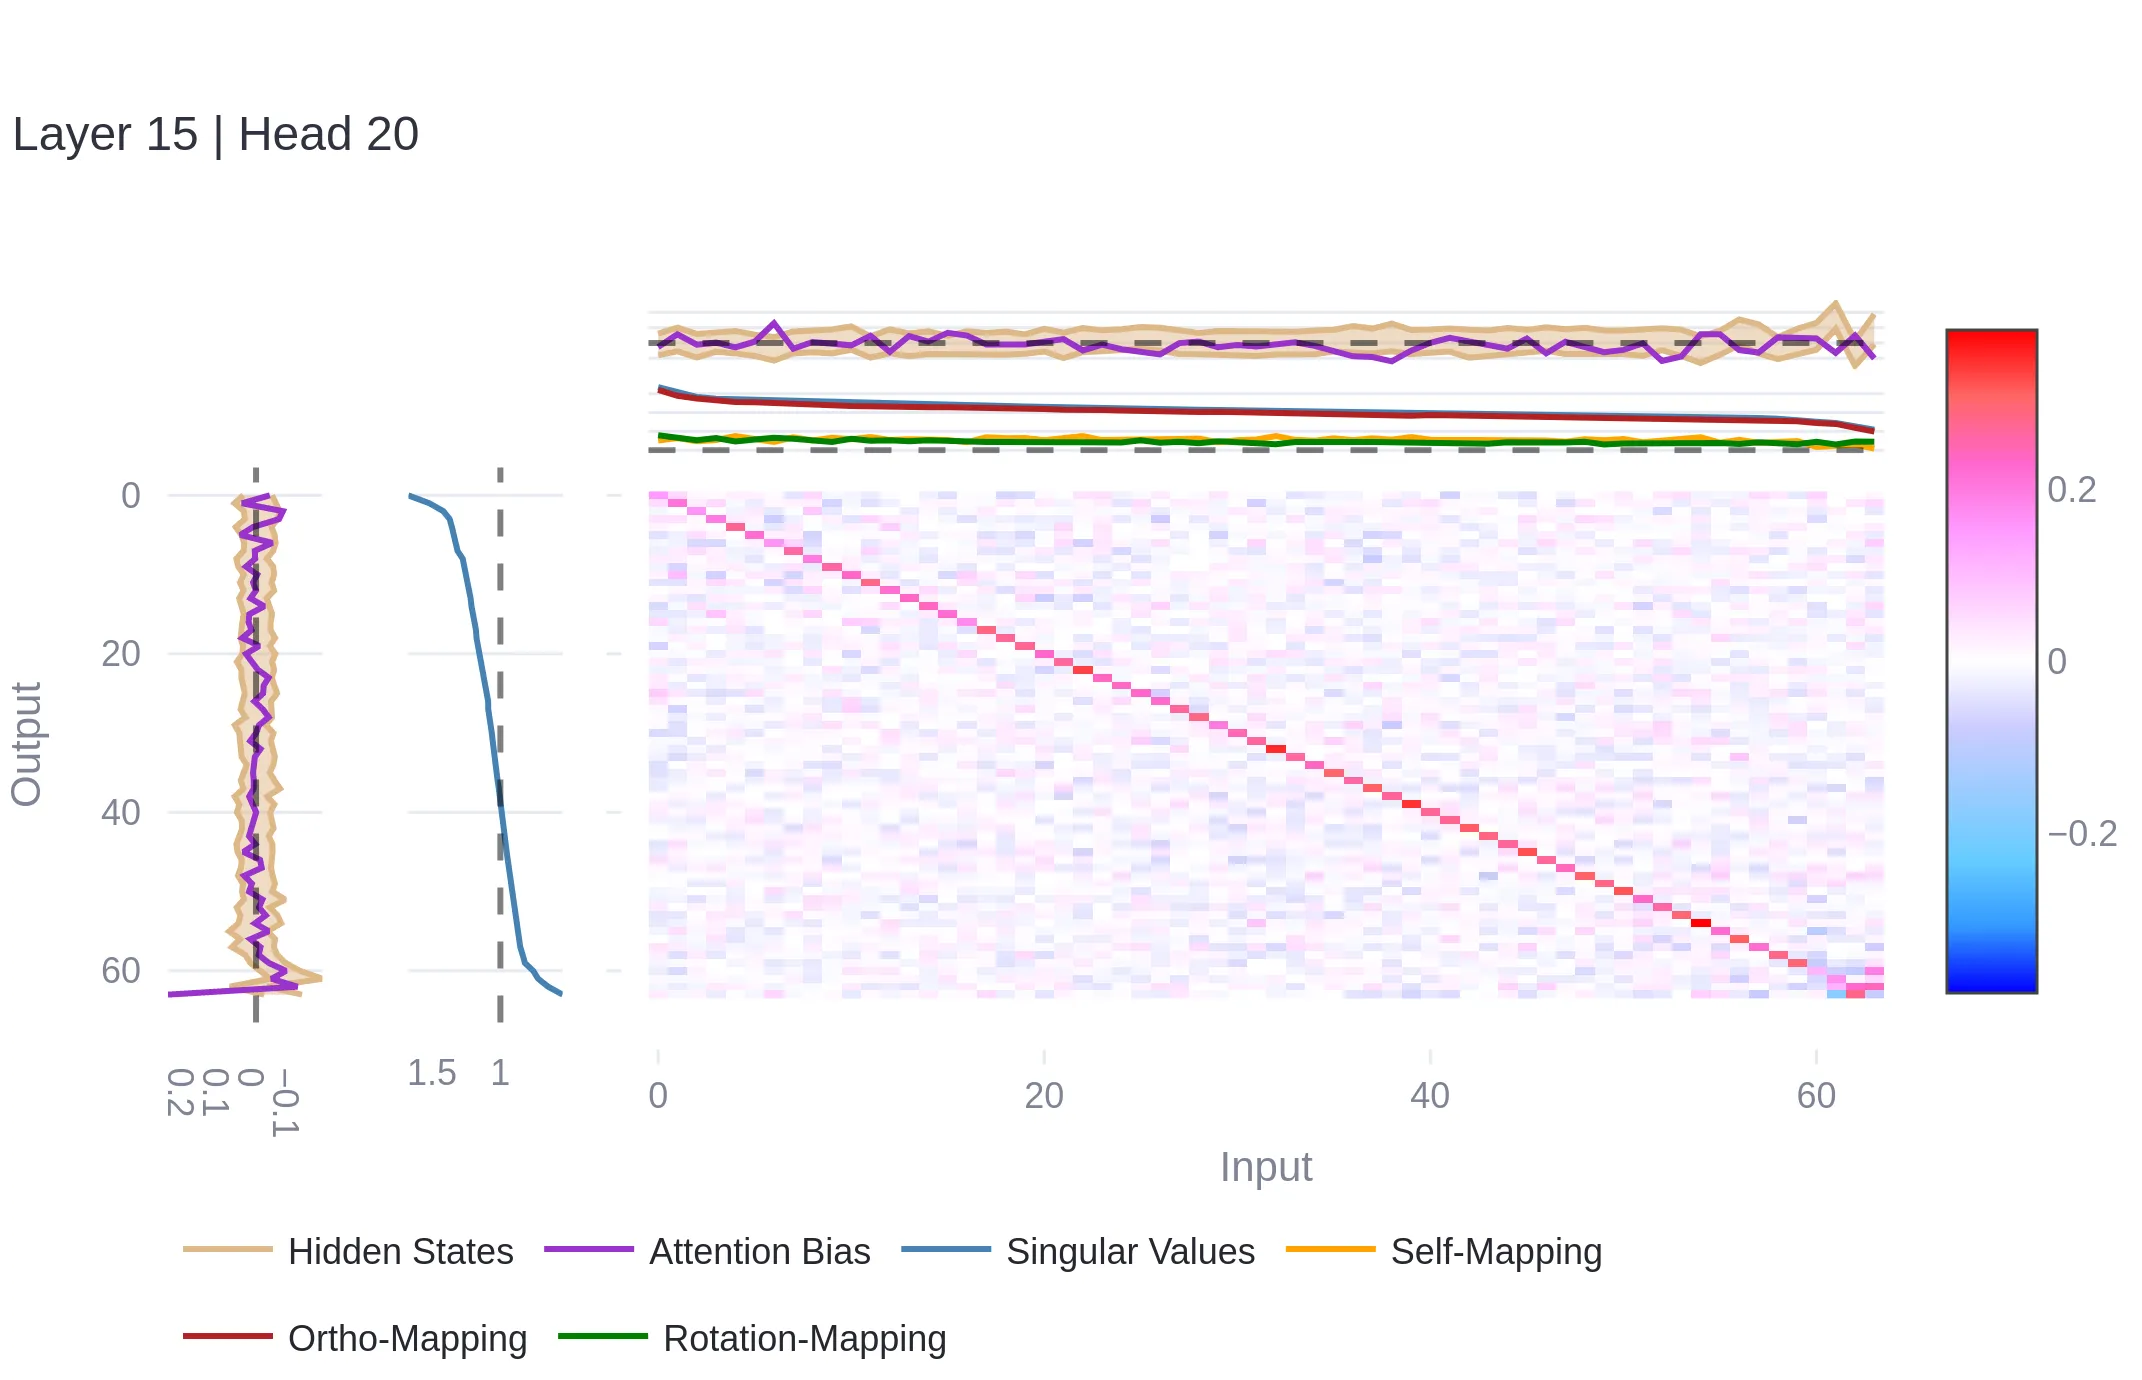 Layer 15 | Head 20
0
20
40
60
Output
0.2
0.1
0
−0.1
1.5
1
0
20
40
60
Input
0.2
0
−0.2
Hidden States
Attention Bias
Singular Values
Self-Mapping
Ortho-Mapping
Rotation-Mapping